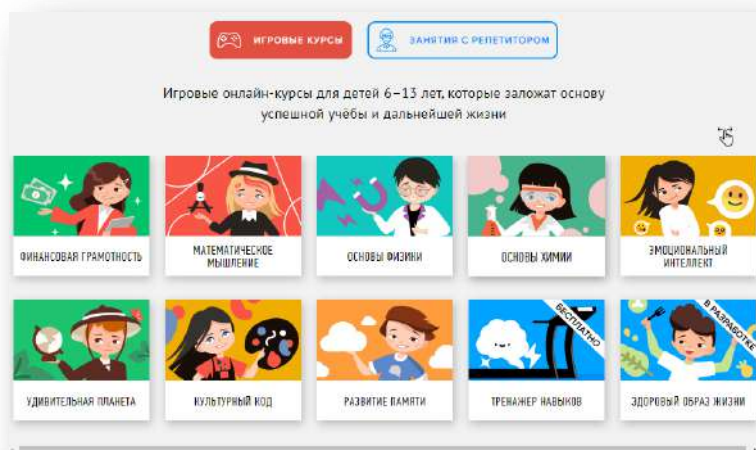 ИГРОВЫЕ КУРСЫ
ЗАНЯТИЯ С РЕПЕТИТОРОМ
Игровые онлайн-курсы для детей 6–13 лет, которые заложат основу
успешной учёбы и дальнейшей жизни
ФИНАНСОВАЯ ГРАМОТНОСТЬ
МАТЕМАТИЧЕСКОЕ
МЫШЛЕНИЕ
ОСНОВЫ ФИЗИКИ
ОСНОВЫ ХИМИИ
ЭМОЦИОНАЛЬНЫЙ
ИНТЕЛЛЕКТ
УДИВИТЕЛЬНАЯ ПЛАНЕТА
КУЛЬТУРНЫЙ КОД
РАЗВИТИЕ ПАМЯТИ
БЕСПЛАТНО
ТРЕНАЖЕР НАВЫКОВ
В РАЗРАБОТКЕ
ЗДОРОВЫЙ ОБРАЗ ЖИЗНИ